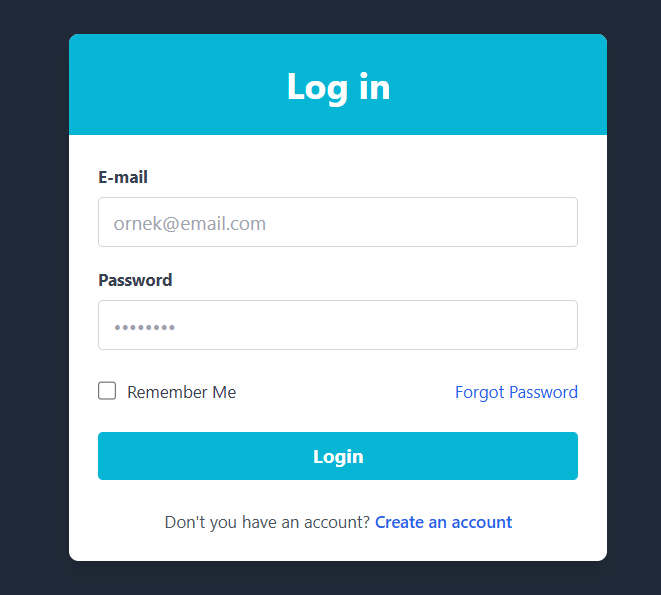 Log in
E-mail
ornek@email.com
Password
••••••••
Remember Me
Forgot Password
Login
Don't you have an account? Create an account